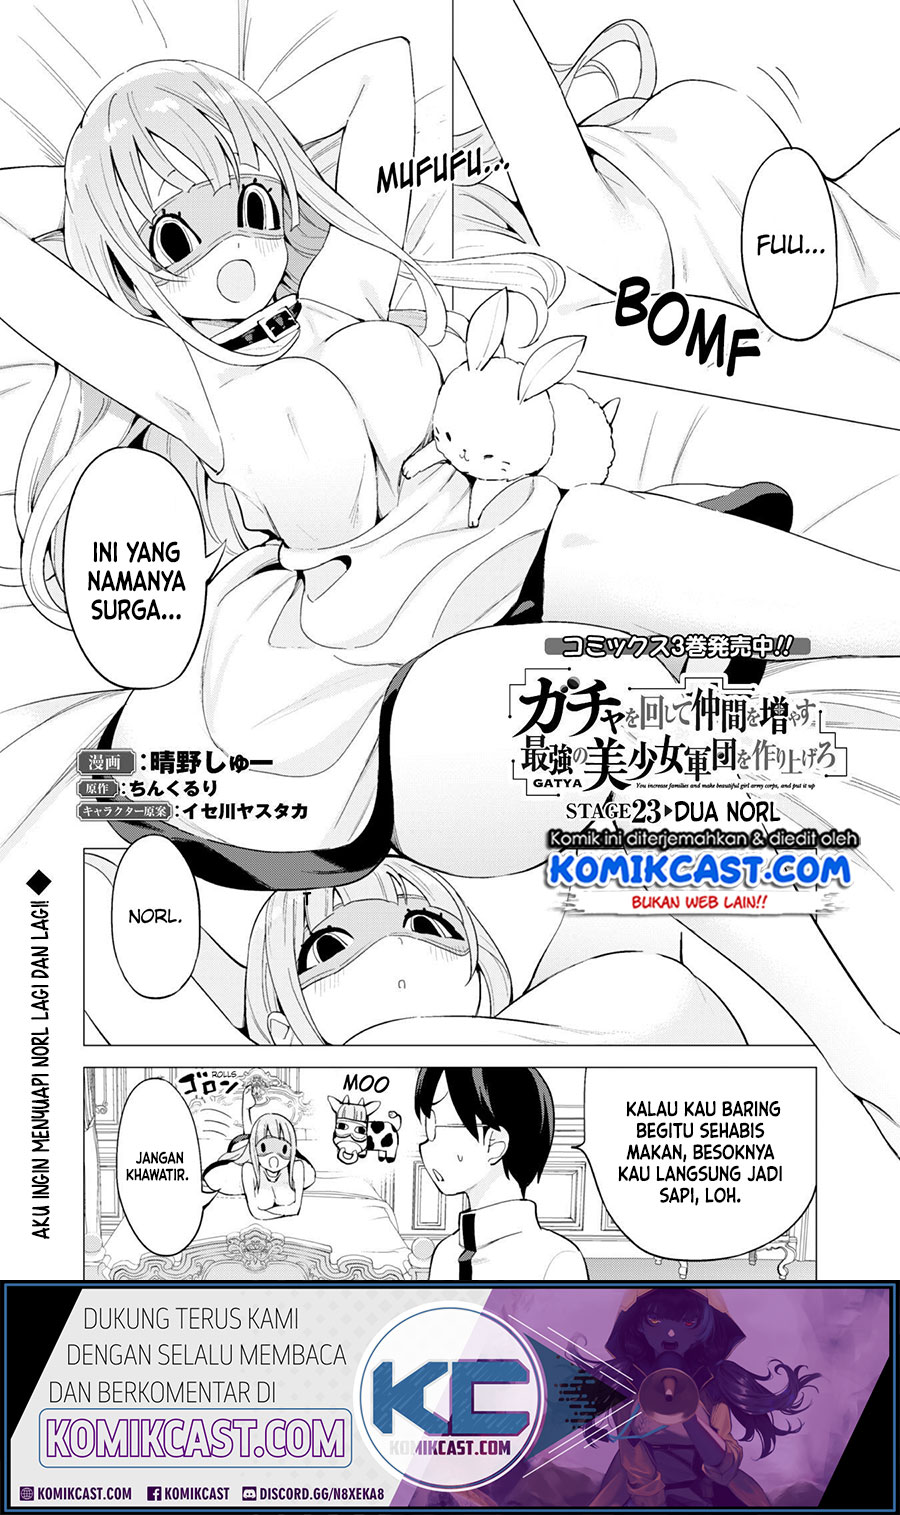 FUU...
BOMF
MUFUFU...
INI YANG
NAMANYA
SURGA...
コミックス3巻発売中!!
ガチャを回して仲間を増やす
最強の美少女軍団を作り上げろ
GATYA
You increase families and make beautiful girl army corps, and put it up
STAGE23▶DUA NORL
漫画:晴野しゅー
原作:ちんくるり
キャラクター原案:イセ川ヤスタカ
Komik ini diterjemahkan & diedit oleh
KOMIKCAST.COM
BUKAN WEB LAIN!!
◆AKU INGIN MENYUAPI NORL LAGI DAN LAGI!
NORL.
KALAU KAU BARING
BEGITU SEHABIS
MAKAN, BESOKNYA
KAU LANGSUNG JADI
SAPI, LOH.
MOO
ROLLS
ゴロン
JANGAN
KHAWATIR.
DUKUNG TERUS KAMI
DENGAN SELALU MEMBACA
DAN BERKOMENTAR DI
KOMIKCAST.COM
KC
KOMIKCAST.COM
KOMIKCAST.COM
KOMIKCAST
DISCORD.GG/N8XEKA8